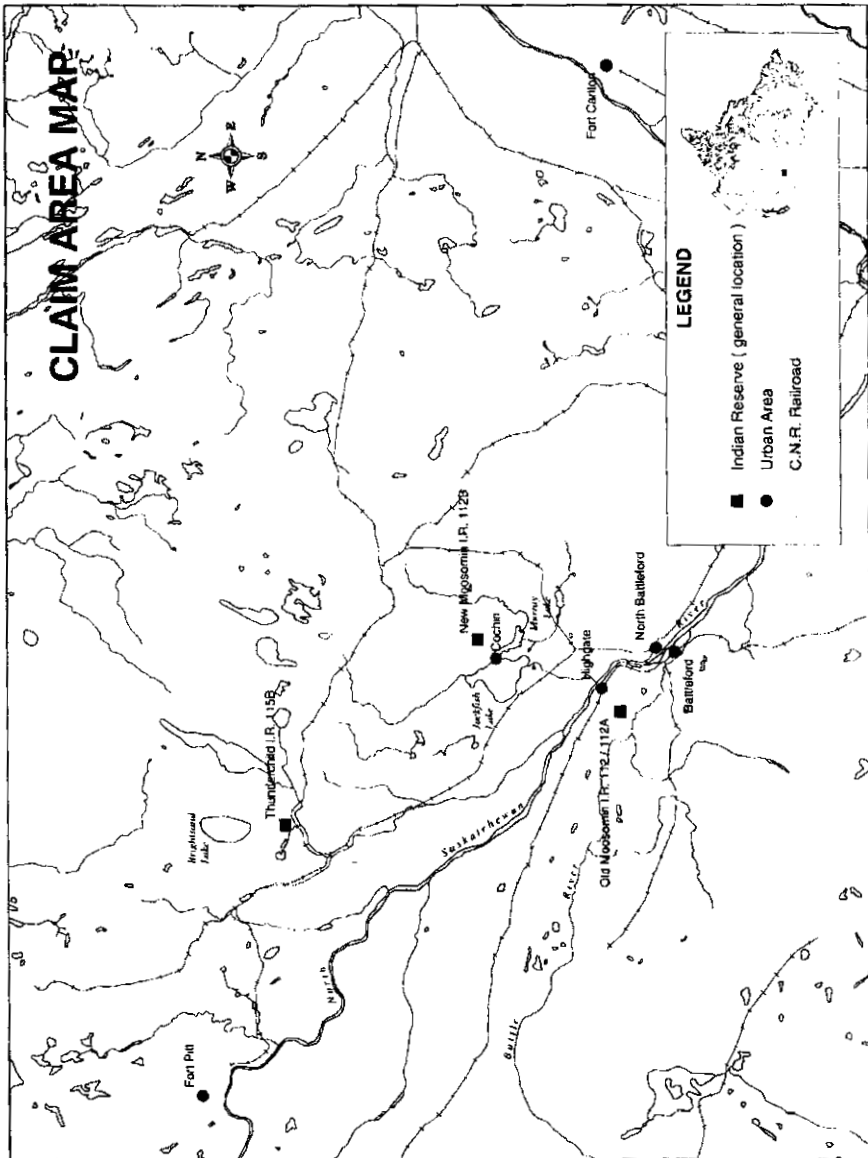 CLAIM AREA MAP
N
W E
S
Fort Pitt
Brightsand
Lake
Thunderchild I.R. 115B
North
Saskatchewan
River
Jackfish
Lake
New Moosomin I.R. 112B
Cochin
Murray
Lake
Highgate
Old Moosomin I.R. 112 / 112A
Battle
River
North Battleford
Battleford
Fort Carlton
LEGEND
Indian Reserve ( general location )
Urban Area
C.N.R. Railroad